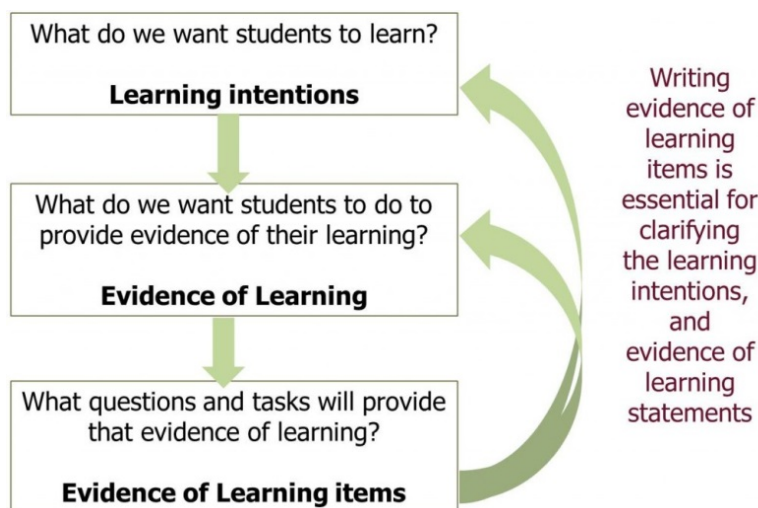 What do we want students to learn?
Learning intentions
What do we want students to do to
provide evidence of their learning?
Evidence of Learning
What questions and tasks will provide
that evidence of learning?
Evidence of Learning items
Writing
evidence of
learning
items is
essential for
clarifying
the learning
intentions,
and
evidence of
learning
statements